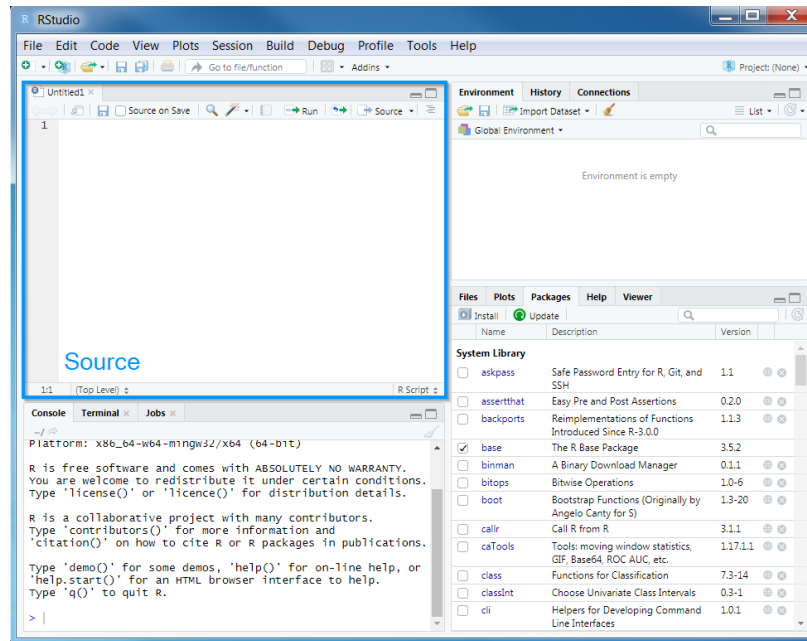 RStudio
File Edit Code View Plots Session Build Debug Profile Tools Help
Go to file/function Addins Project: (None)
Untitled1
Source on Save Run Source
1
Source
1:1 (Top Level) R Script
Console Terminal Jobs
~/
Platform: x86_64-w64-mingw32/x64 (64-bit)
R is free software and comes with ABSOLUTELY NO WARRANTY.
You are welcome to redistribute it under certain conditions.
Type 'license()' or 'licence()' for distribution details.
R is a collaborative project with many contributors.
Type 'contributors()' for more information and
'citation()' on how to cite R or R packages in publications.
Type 'demo()' for some demos, 'help()' for on-line help, or
'help.start()' for an HTML browser interface to help.
Type 'q()' to quit R.
>
Environment History Connections
Import Dataset List
Global Environment
Environment is empty
Files Plots Packages Help Viewer
Install Update
Name Description Version
System Library
askpass Safe Password Entry for R, Git, and 1.1
SSH
assertthat Easy Pre and Post Assertions 0.2.0
backports Reimplementations of Functions 1.1.3
Introduced Since R-3.0.0
base The R Base Package 3.5.2
binman A Binary Download Manager 0.1.1
bitops Bitwise Operations 1.0-6
boot Bootstrap Functions (Originally by 1.3-20
Angelo Canty for S)
callr Call R from R 3.1.1
caTools Tools: moving window statistics, 1.17.1.1
GIF, Base64, ROC AUC, etc.
class Functions for Classification 7.3-14
classInt Choose Univariate Class Intervals 0.3-1
cli Helpers for Developing Command 1.0.1
Line Interfaces